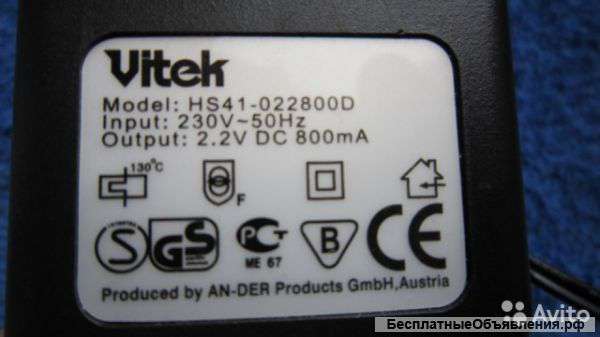 Vitek
Model: HS41-022800D
Input: 230V~50Hz
Output: 2.2V DC 800mA
130°C
F
S GS PCT B CE
ME 67
Produced by AN-DER Products GmbH,Austria
Avito
БесплатныеОбъявления.рф